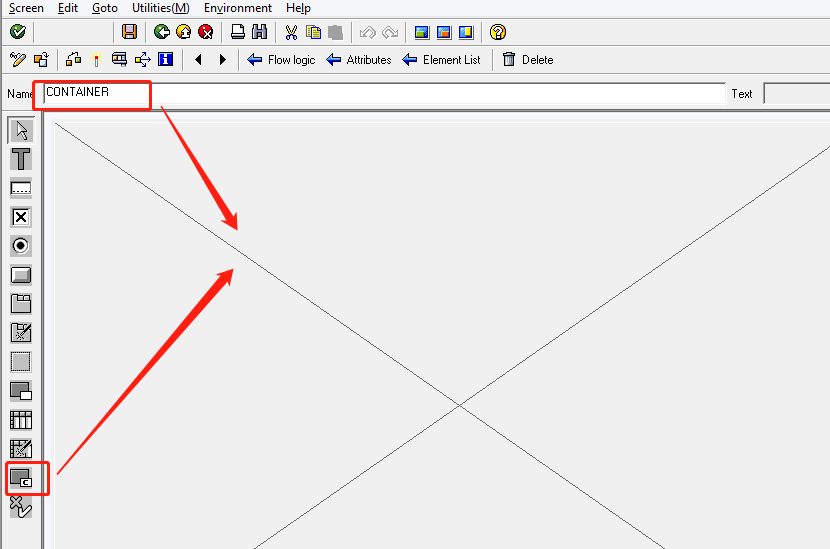 Screen Edit Goto Utilities(M) Environment Help
Flow logic Attributes Element List Delete
Name CONTAINER Text